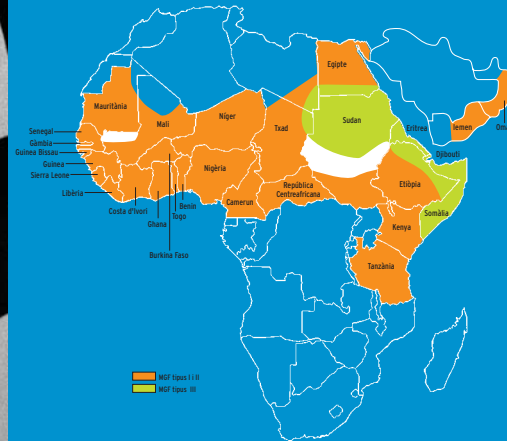 Egipte
Mauritània
Mali
Níger
Txad
Sudan
Eritrea
Iemen
Senegal
Gàmbia
Guinea Bissau
Guinea
Sierra Leone
Libèria
Costa d'Ivori
Ghana
Togo
Benin
Burkina Faso
Nigèria
Camerun
República
Centreafricana
Djibouti
Etiòpia
Somàlia
Kenya
Tanzània
MGF tipus I i II
MGF tipus III